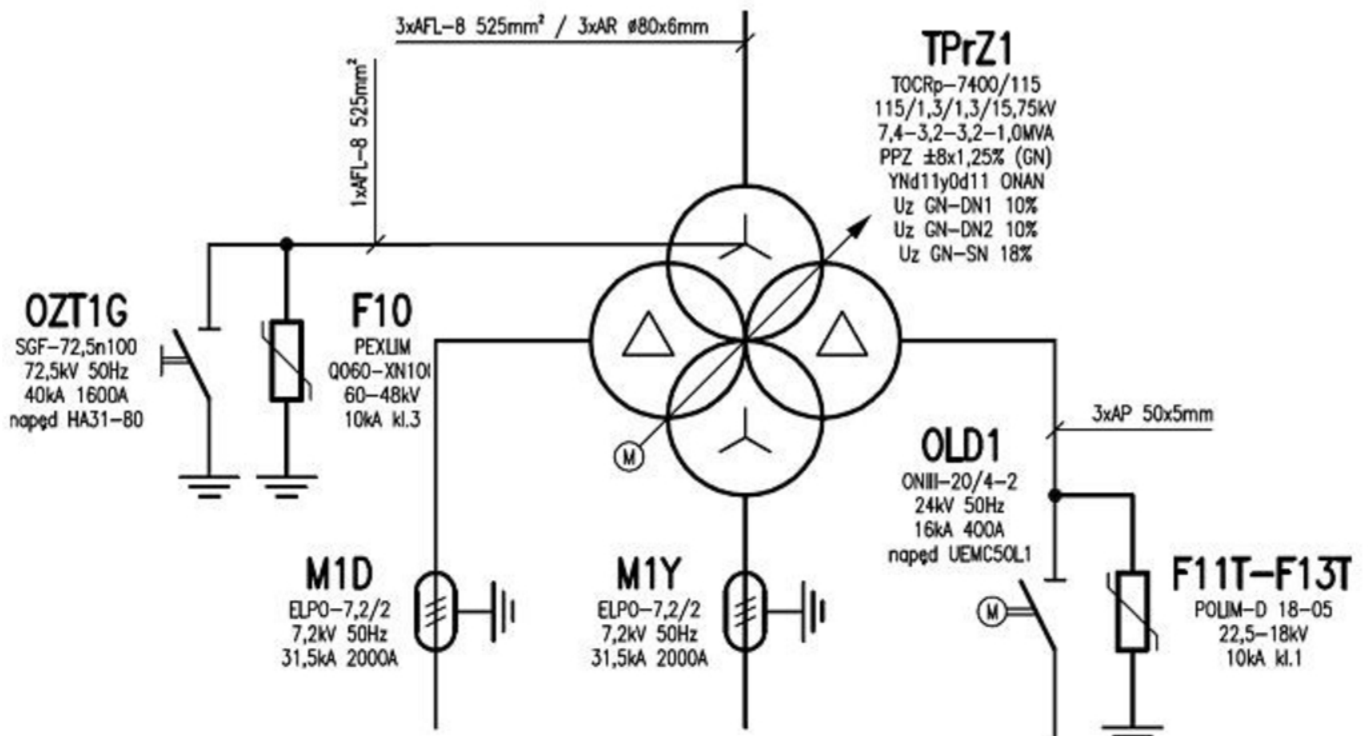 3xAFL-8 525mm² / 3xAR ø80x6mm
1xAFL-8 525mm²
TPrZ1
TOCRp-7400/115
115/1,3/1,3/15,75kV
7,4-3,2-3,2-1,0MVA
PPZ ±8x1,25% (GN)
YNd11y0d11 ONAN
Uz GN-DN1 10%
Uz GN-DN2 10%
Uz GN-SN 18%
OZT1G
SGF-72,5n100
72,5kV 50Hz
40kA 1600A
napęd HA31-80
F10
PEXLIM
Q060-XN10
60-48kV
10kA kl.3
M
3xAP 50x5mm
OLD1
ONIII-20/4-2
24kV 50Hz
16kA 400A
napęd UEMC50L1
M
M1D
ELPO-7,2/2
7,2kV 50Hz
31,5kA 2000A
M1Y
ELPO-7,2/2
7,2kV 50Hz
31,5kA 2000A
F11T-F13T
POLIM-D 18-05
22,5-18kV
10kA kl.1